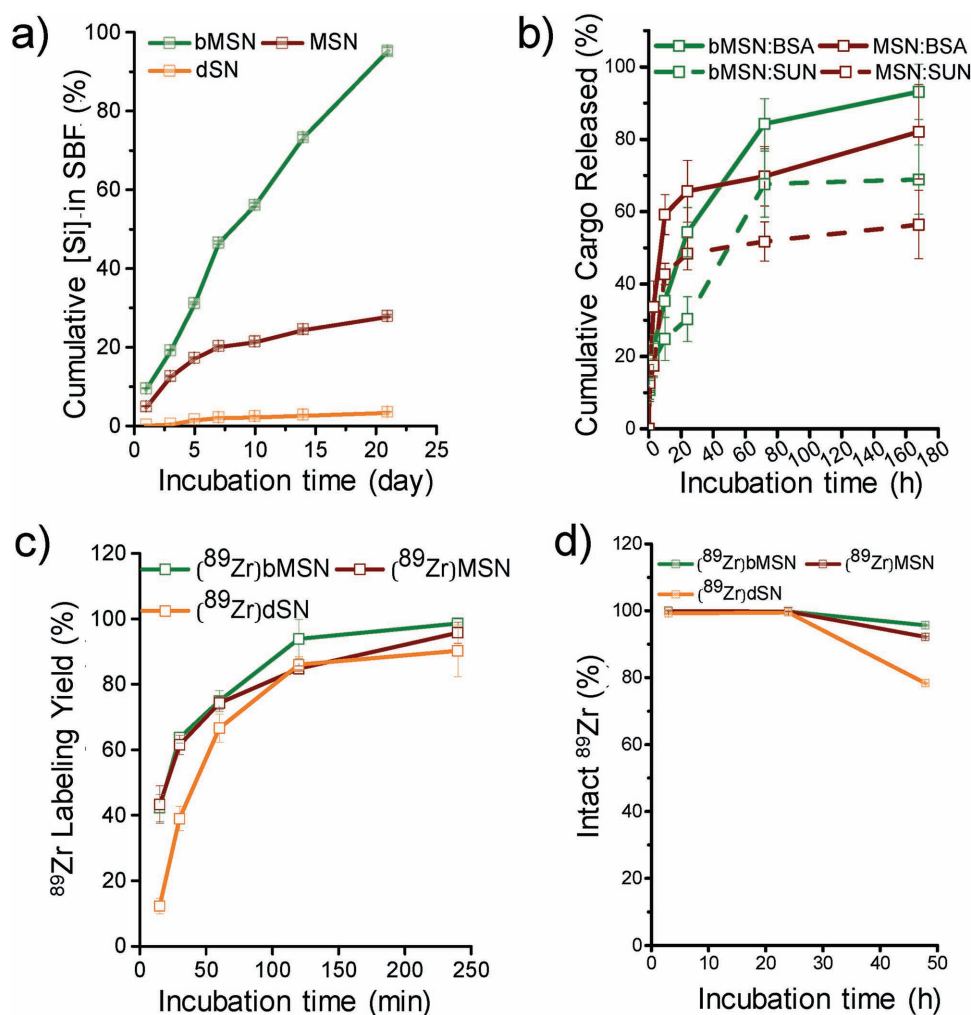 a)
bMSN MSN
dSN
Cumulative [Si] in SBF (%)
100
80
60
40
20
0
0 5 10 15 20 25
Incubation time (day)
b)
bMSN:BSA MSN:BSA
bMSN:SUN MSN:SUN
Cumulative Cargo Released (%)
100
80
60
40
20
0
0 20 40 60 80 100 120 140 160 180
Incubation time (h)
c)
(⁸⁹Zr)bMSN (⁸⁹Zr)MSN
(⁸⁹Zr)dSN
⁸⁹Zr Labeling Yield (%)
120
100
80
60
40
20
0
0 50 100 150 200 250
Incubation time (min)
d)
(⁸⁹Zr)bMSN (⁸⁹Zr)MSN
(⁸⁹Zr)dSN
Intact ⁸⁹Zr (%)
120
100
80
60
40
20
0
0 10 20 30 40 50
Incubation time (h)